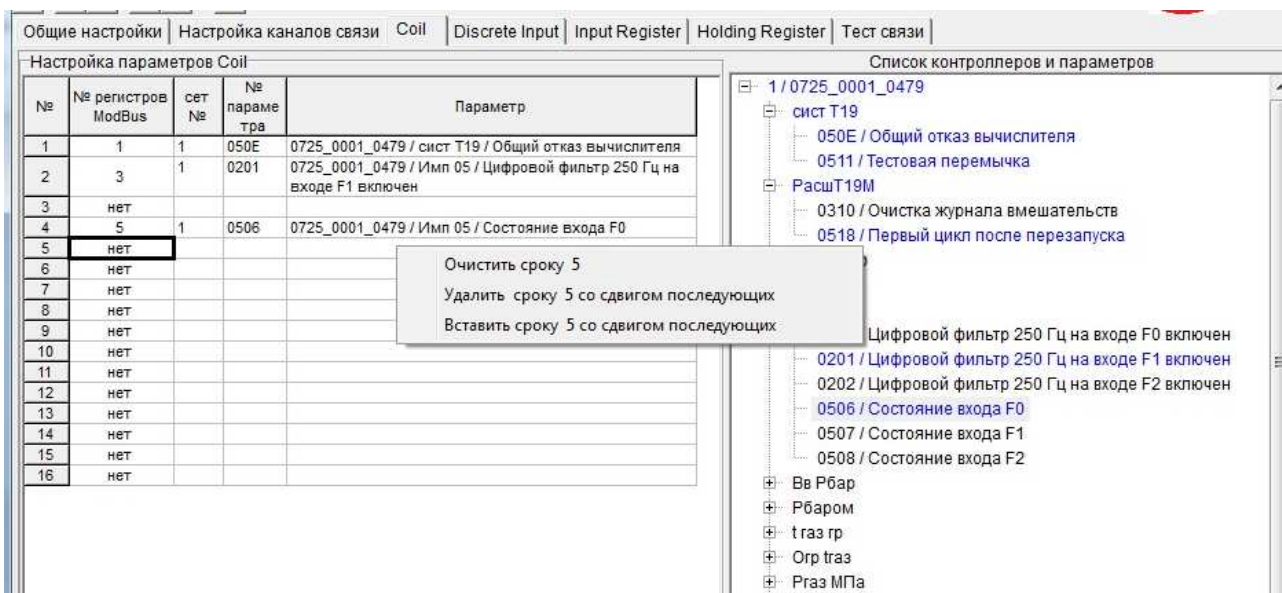 Общие настройки Настройка каналов связи Coil Discrete Input Input Register Holding Register Тест связи
Настройка параметров Coil
№ № регистров ModBus сет № № параметра Параметр
1 1 1 050E 0725_0001_0479 / сист Т19 / Общий отказ вычислителя
2 3 1 0201 0725_0001_0479 / Имп 05 / Цифровой фильтр 250 Гц на
входе F1 включен
3 нет
4 5 1 0506 0725_0001_0479 / Имп 05 / Состояние входа F0
5 нет
6 нет
7 нет
8 нет
9 нет
10 нет
11 нет
12 нет
13 нет
14 нет
15 нет
16 нет
Очистить сроку 5
Удалить сроку 5 со сдвигом последующих
Вставить сроку 5 со сдвигом последующих
Список контроллеров и параметров
1 / 0725_0001_0479
сист Т19
050E / Общий отказ вычислителя
0511 / Тестовая перемычка
РасшТ19М
0310 / Очистка журнала вмешательств
0518 / Первый цикл после перезапуска
Цифровой фильтр 250 Гц на входе F0 включен
0201 / Цифровой фильтр 250 Гц на входе F1 включен
0202 / Цифровой фильтр 250 Гц на входе F2 включен
0506 / Состояние входа F0
0507 / Состояние входа F1
0508 / Состояние входа F2
Вв Рбар
Рбаром
t газ гр
Огр tгаз
Ргаз МПа